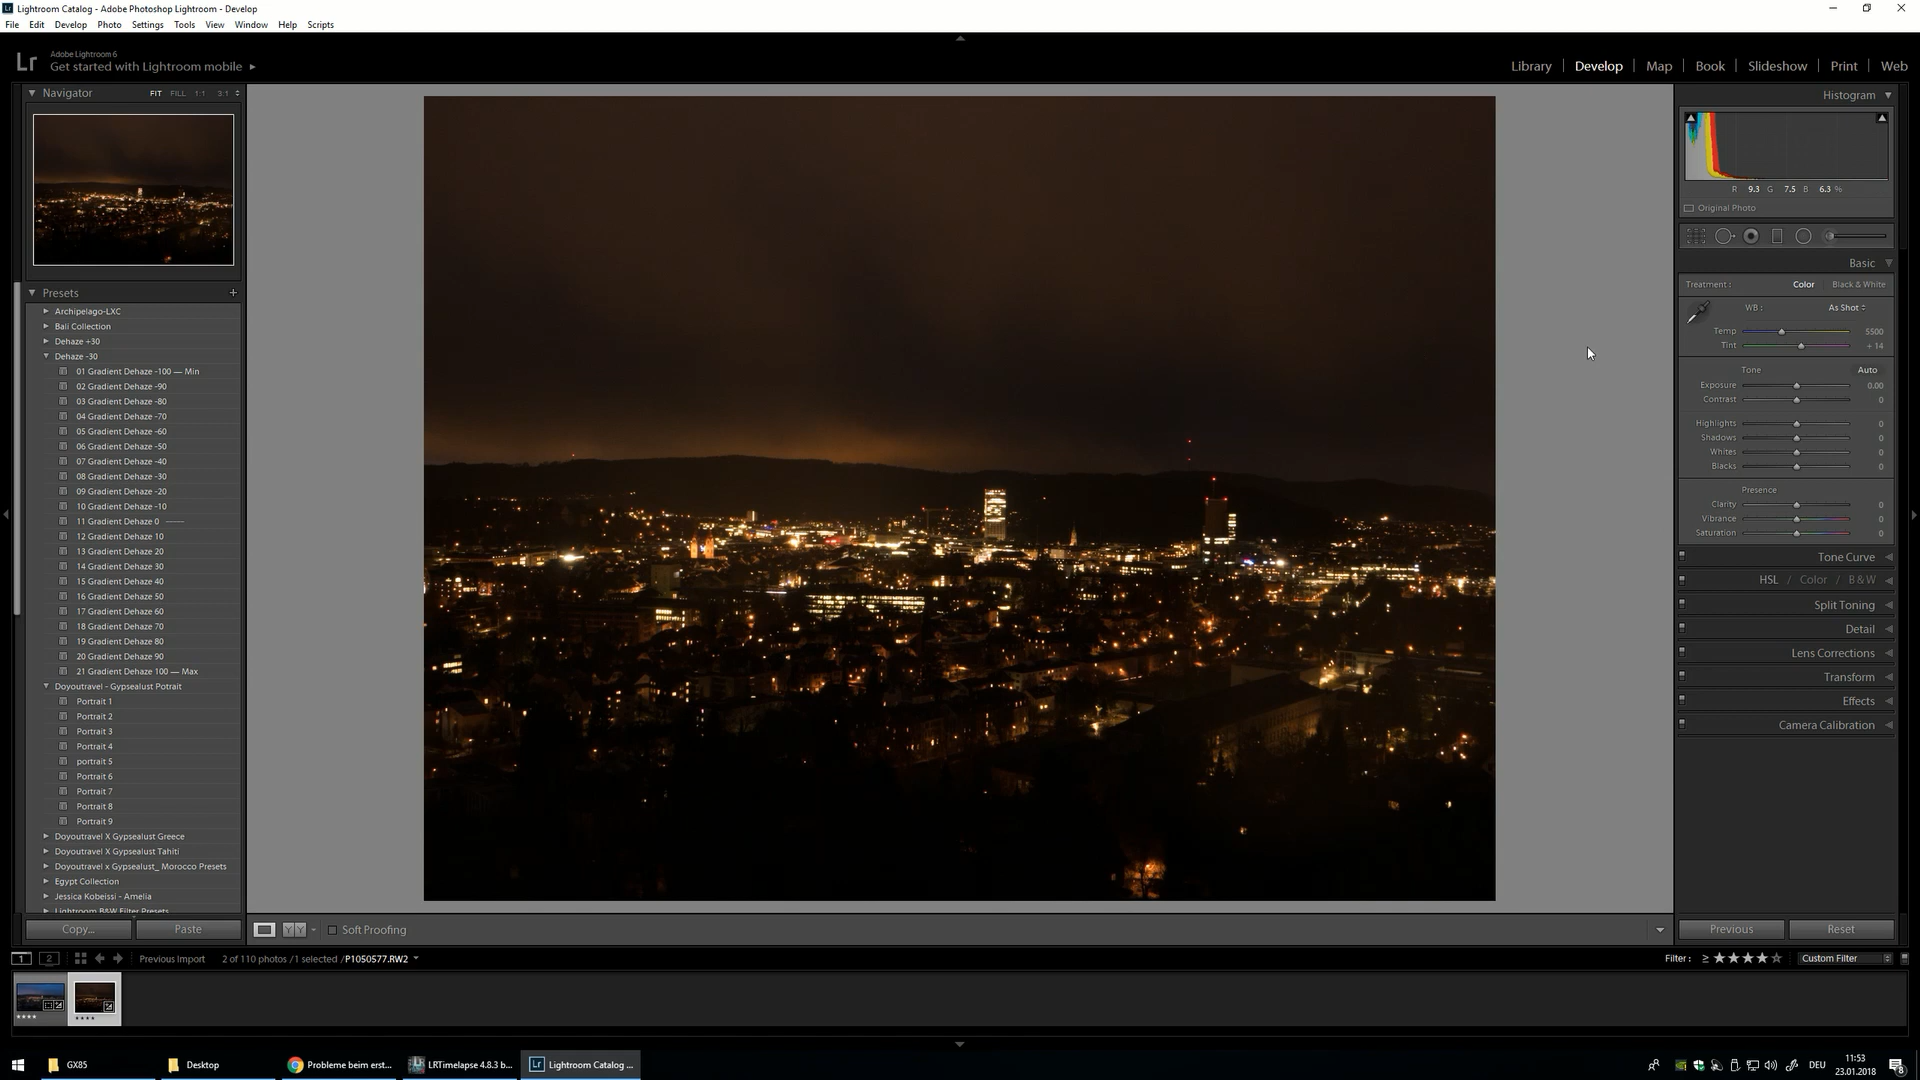 Lightroom Catalog - Adobe Photoshop Lightroom - Develop
File Edit Develop Photo Settings Tools View Window Help Scripts
Lr
Adobe Lightroom 6
Get started with Lightroom mobile
Library Develop Map Book Slideshow Print Web
Navigator FIT FILL 1:1 3:1
Presets +
Archipelago-LXC
Bali Collection
Dehaze +30
Dehaze -30
01 Gradient Dehaze -100 — Min
02 Gradient Dehaze -90
03 Gradient Dehaze -80
04 Gradient Dehaze -70
05 Gradient Dehaze -60
06 Gradient Dehaze -50
07 Gradient Dehaze -40
08 Gradient Dehaze -30
09 Gradient Dehaze -20
10 Gradient Dehaze -10
11 Gradient Dehaze 0 ——
12 Gradient Dehaze 10
13 Gradient Dehaze 20
14 Gradient Dehaze 30
15 Gradient Dehaze 40
16 Gradient Dehaze 50
17 Gradient Dehaze 60
18 Gradient Dehaze 70
19 Gradient Dehaze 80
20 Gradient Dehaze 90
21 Gradient Dehaze 100 — Max
Doyoutravel - Gypsealust Potrait
Portrait 1
Portrait 2
Portrait 3
Portrait 4
portrait 5
Portrait 6
Portrait 7
Portrait 8
Portrait 9
Doyoutravel X Gypsealust Greece
Doyoutravel X Gypsealust Tahiti
Doyoutravel x Gypsealust_ Morocco Presets
Egypt Collection
Jessica Kobeissi - Amelia
Lightroom B&W Filter Presets
Copy... Paste
Histogram
R 9.3 G 7.5 B 6.3 %
Original Photo
Basic
Treatment : Color Black & White
WB : As Shot
Temp 5500
Tint + 14
Tone Auto
Exposure 0.00
Contrast 0
Highlights 0
Shadows 0
Whites 0
Blacks 0
Presence
Clarity 0
Vibrance 0
Saturation 0
Tone Curve
HSL / Color / B & W
Split Toning
Detail
Lens Corrections
Transform
Effects
Camera Calibration
Previous Reset
Soft Proofing
1 2 Previous Import 2 of 110 photos /1 selected /P1050577.RW2
Filter : ≥ ★★★★☆ Custom Filter
GX85
Desktop
Probleme beim erst...
LRTimelapse 4.8.3 b...
Lightroom Catalog ...
DEU
11:53
23.01.2018
8